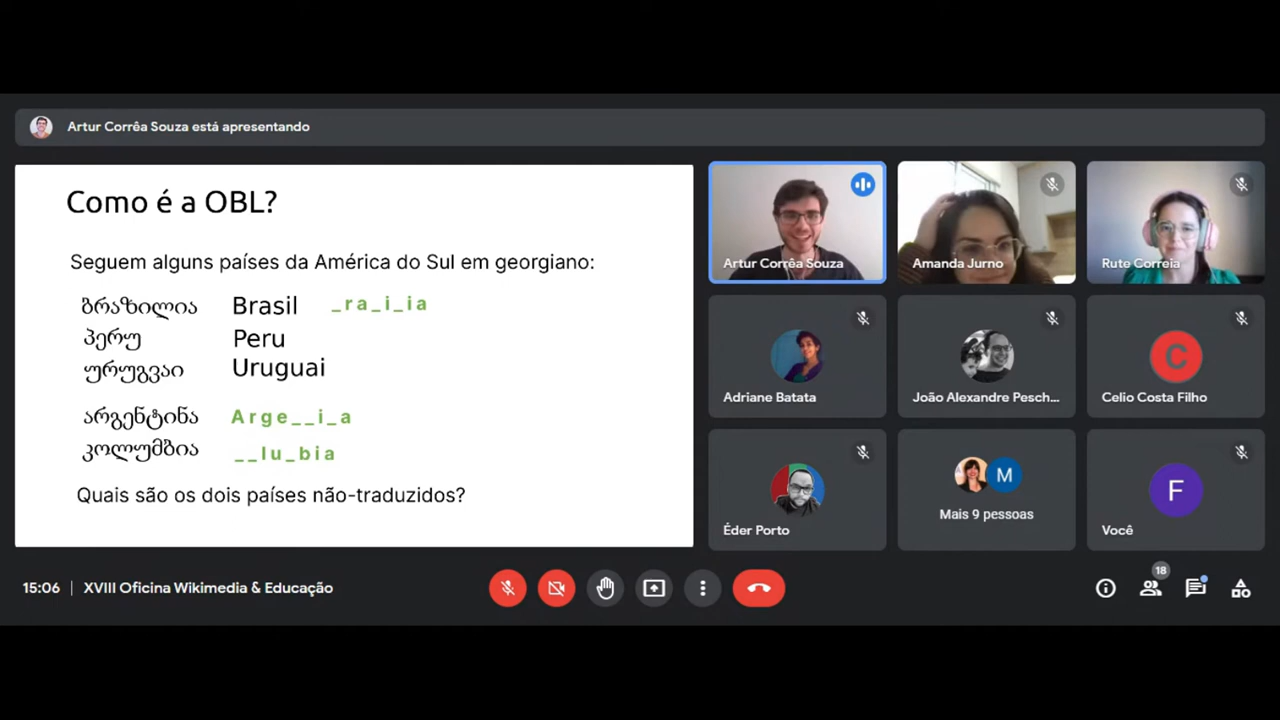 Artur Corrêa Souza está apresentando
Como é a OBL?
Seguem alguns países da América do Sul em georgiano:
ბრაზილია Brasil _ra_i_ia
პერუ Peru
ურუგვაი Uruguai
არგენტინა Arge__i_a
კოლუმბია __lu_bia
Quais são os dois países não-traduzidos?
Artur Corrêa Souza
Amanda Jurno
Rute Correia
Adriane Batata
João Alexandre Pesch...
C
Celio Costa Filho
Éder Porto
M
Mais 9 pessoas
F
Você
15:06 | XVIII Oficina Wikimedia & Educação
18